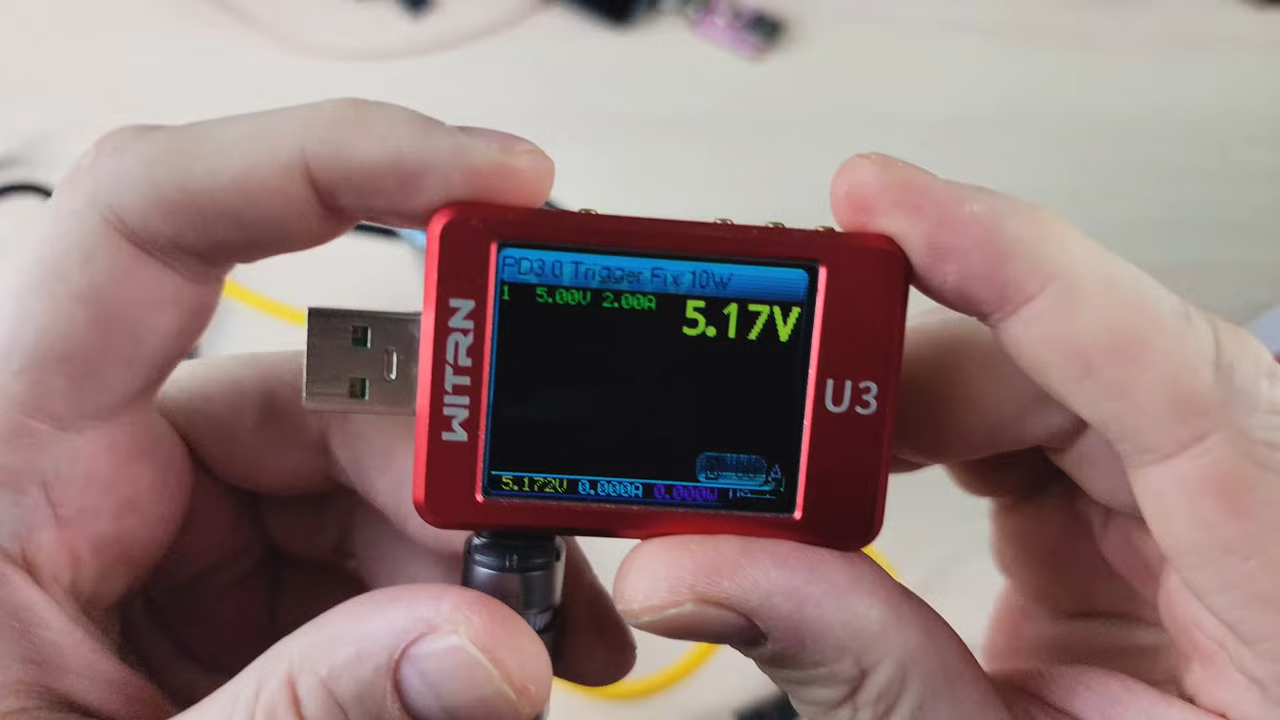 WITRN
PD3.0 Trigger Fix 10W
1 5.00V 2.00A
5.17V
5.172V 0.000A 0.000W
U3